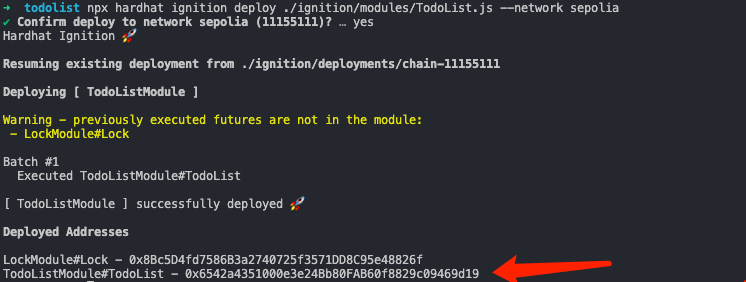 ➜ todolist npx hardhat ignition deploy ./ignition/modules/TodoList.js --network sepolia
✔ Confirm deploy to network sepolia (11155111)? … yes
Hardhat Ignition 🚀
Resuming existing deployment from ./ignition/deployments/chain-11155111
Deploying [ TodoListModule ]
Warning - previously executed futures are not in the module:
- LockModule#Lock
Batch #1
Executed TodoListModule#TodoList
[ TodoListModule ] successfully deployed 🚀
Deployed Addresses
LockModule#Lock - 0x8Bc5D4fd7586B3a2740725f3571DD8C95e48826f
TodoListModule#TodoList - 0x6542a4351000e3e24Bb80FAB60f8829c09469d19